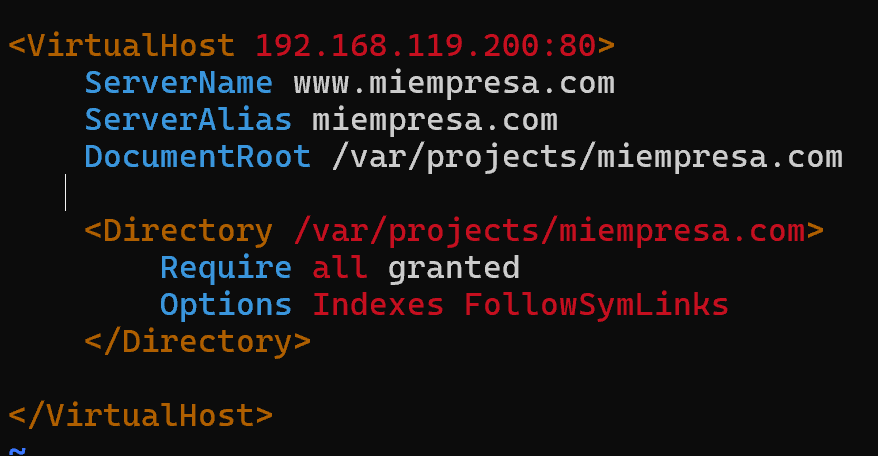 <VirtualHost 192.168.119.200:80>
    ServerName www.miempresa.com
    ServerAlias miempresa.com
    DocumentRoot /var/projects/miempresa.com
    <Directory /var/projects/miempresa.com>
        Require all granted
        Options Indexes FollowSymLinks
    </Directory>
</VirtualHost>
~